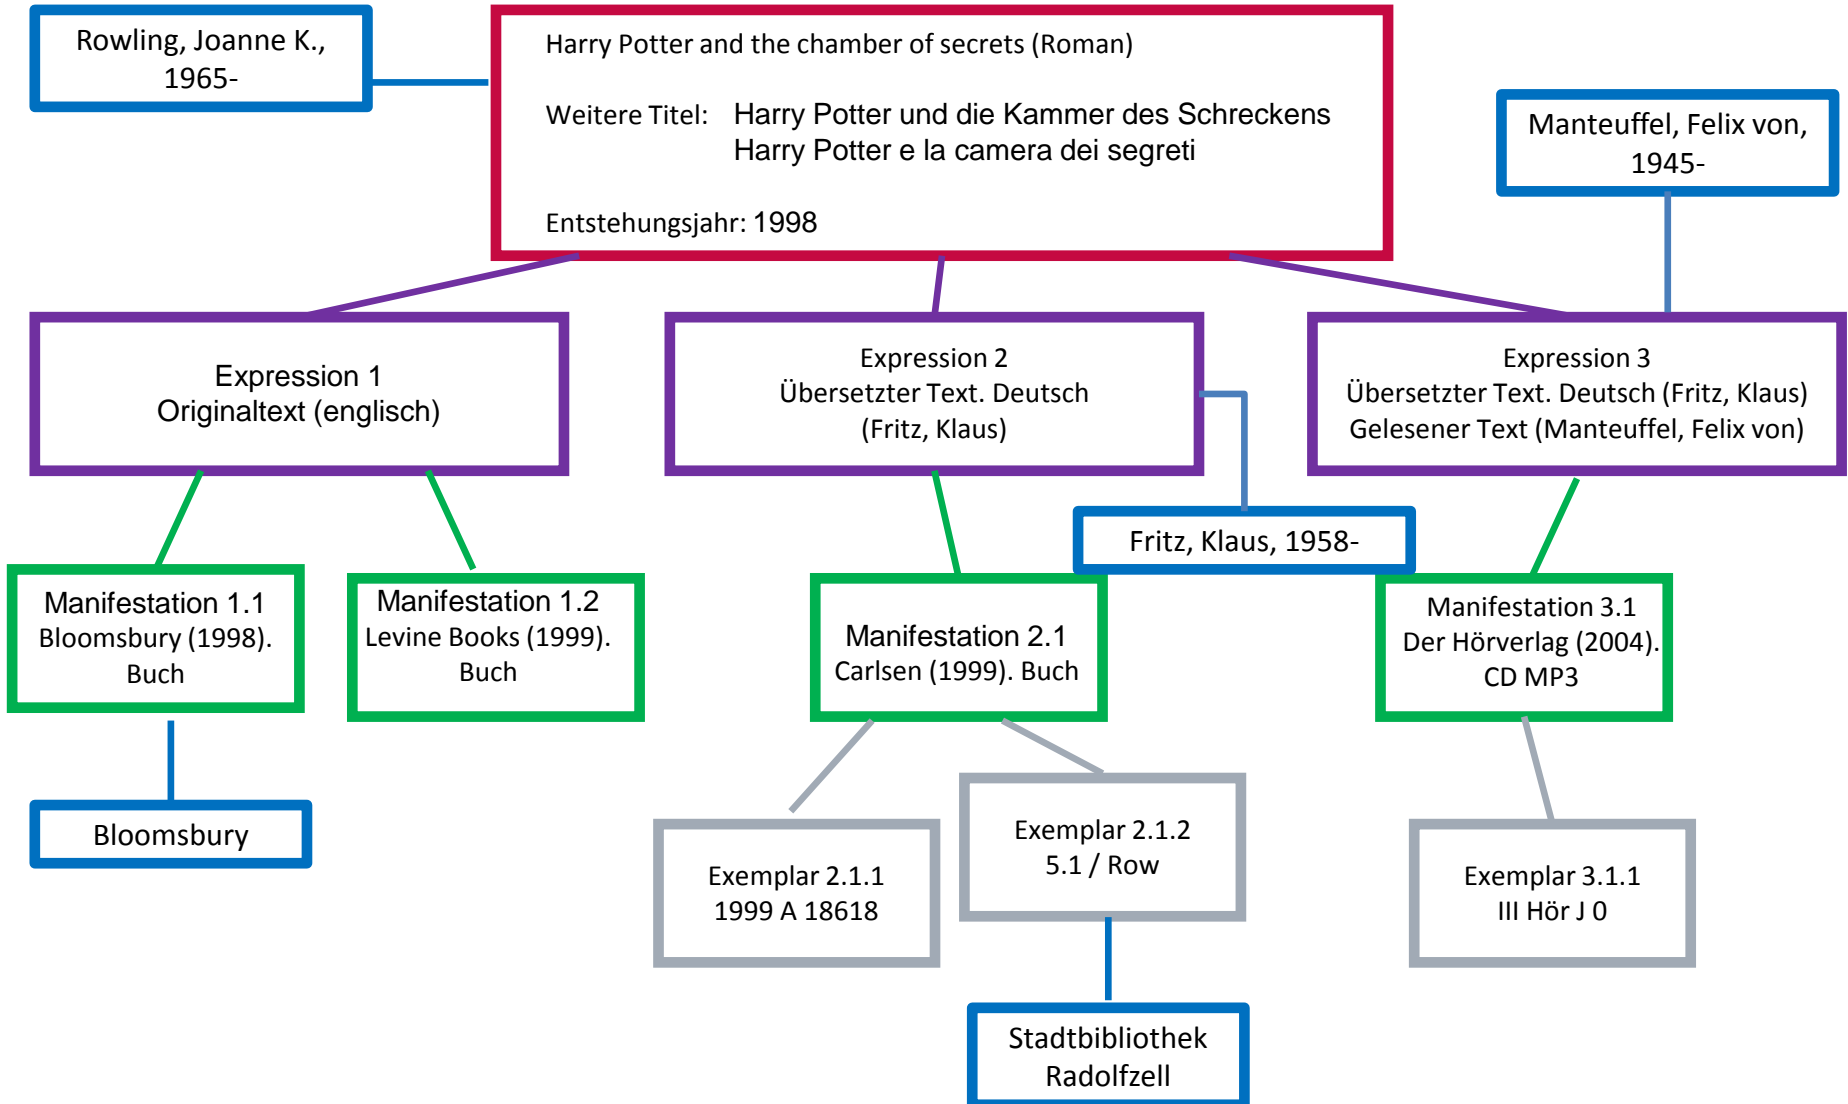 Rowling, Joanne K.,
1965-
Harry Potter and the chamber of secrets (Roman)
Weitere Titel: Harry Potter und die Kammer des Schreckens
Harry Potter e la camera dei segreti
Entstehungsjahr: 1998
Manteuffel, Felix von,
1945-
Expression 1
Originaltext (englisch)
Expression 2
Übersetzter Text. Deutsch
(Fritz, Klaus)
Expression 3
Übersetzter Text. Deutsch (Fritz, Klaus)
Gelesener Text (Manteuffel, Felix von)
Fritz, Klaus, 1958-
Manifestation 1.1
Bloomsbury (1998).
Buch
Manifestation 1.2
Levine Books (1999).
Buch
Manifestation 2.1
Carlsen (1999). Buch
Manifestation 3.1
Der Hörverlag (2004).
CD MP3
Bloomsbury
Exemplar 2.1.1
1999 A 18618
Exemplar 2.1.2
5.1 / Row
Exemplar 3.1.1
III Hör J 0
Stadtbibliothek
Radolfzell